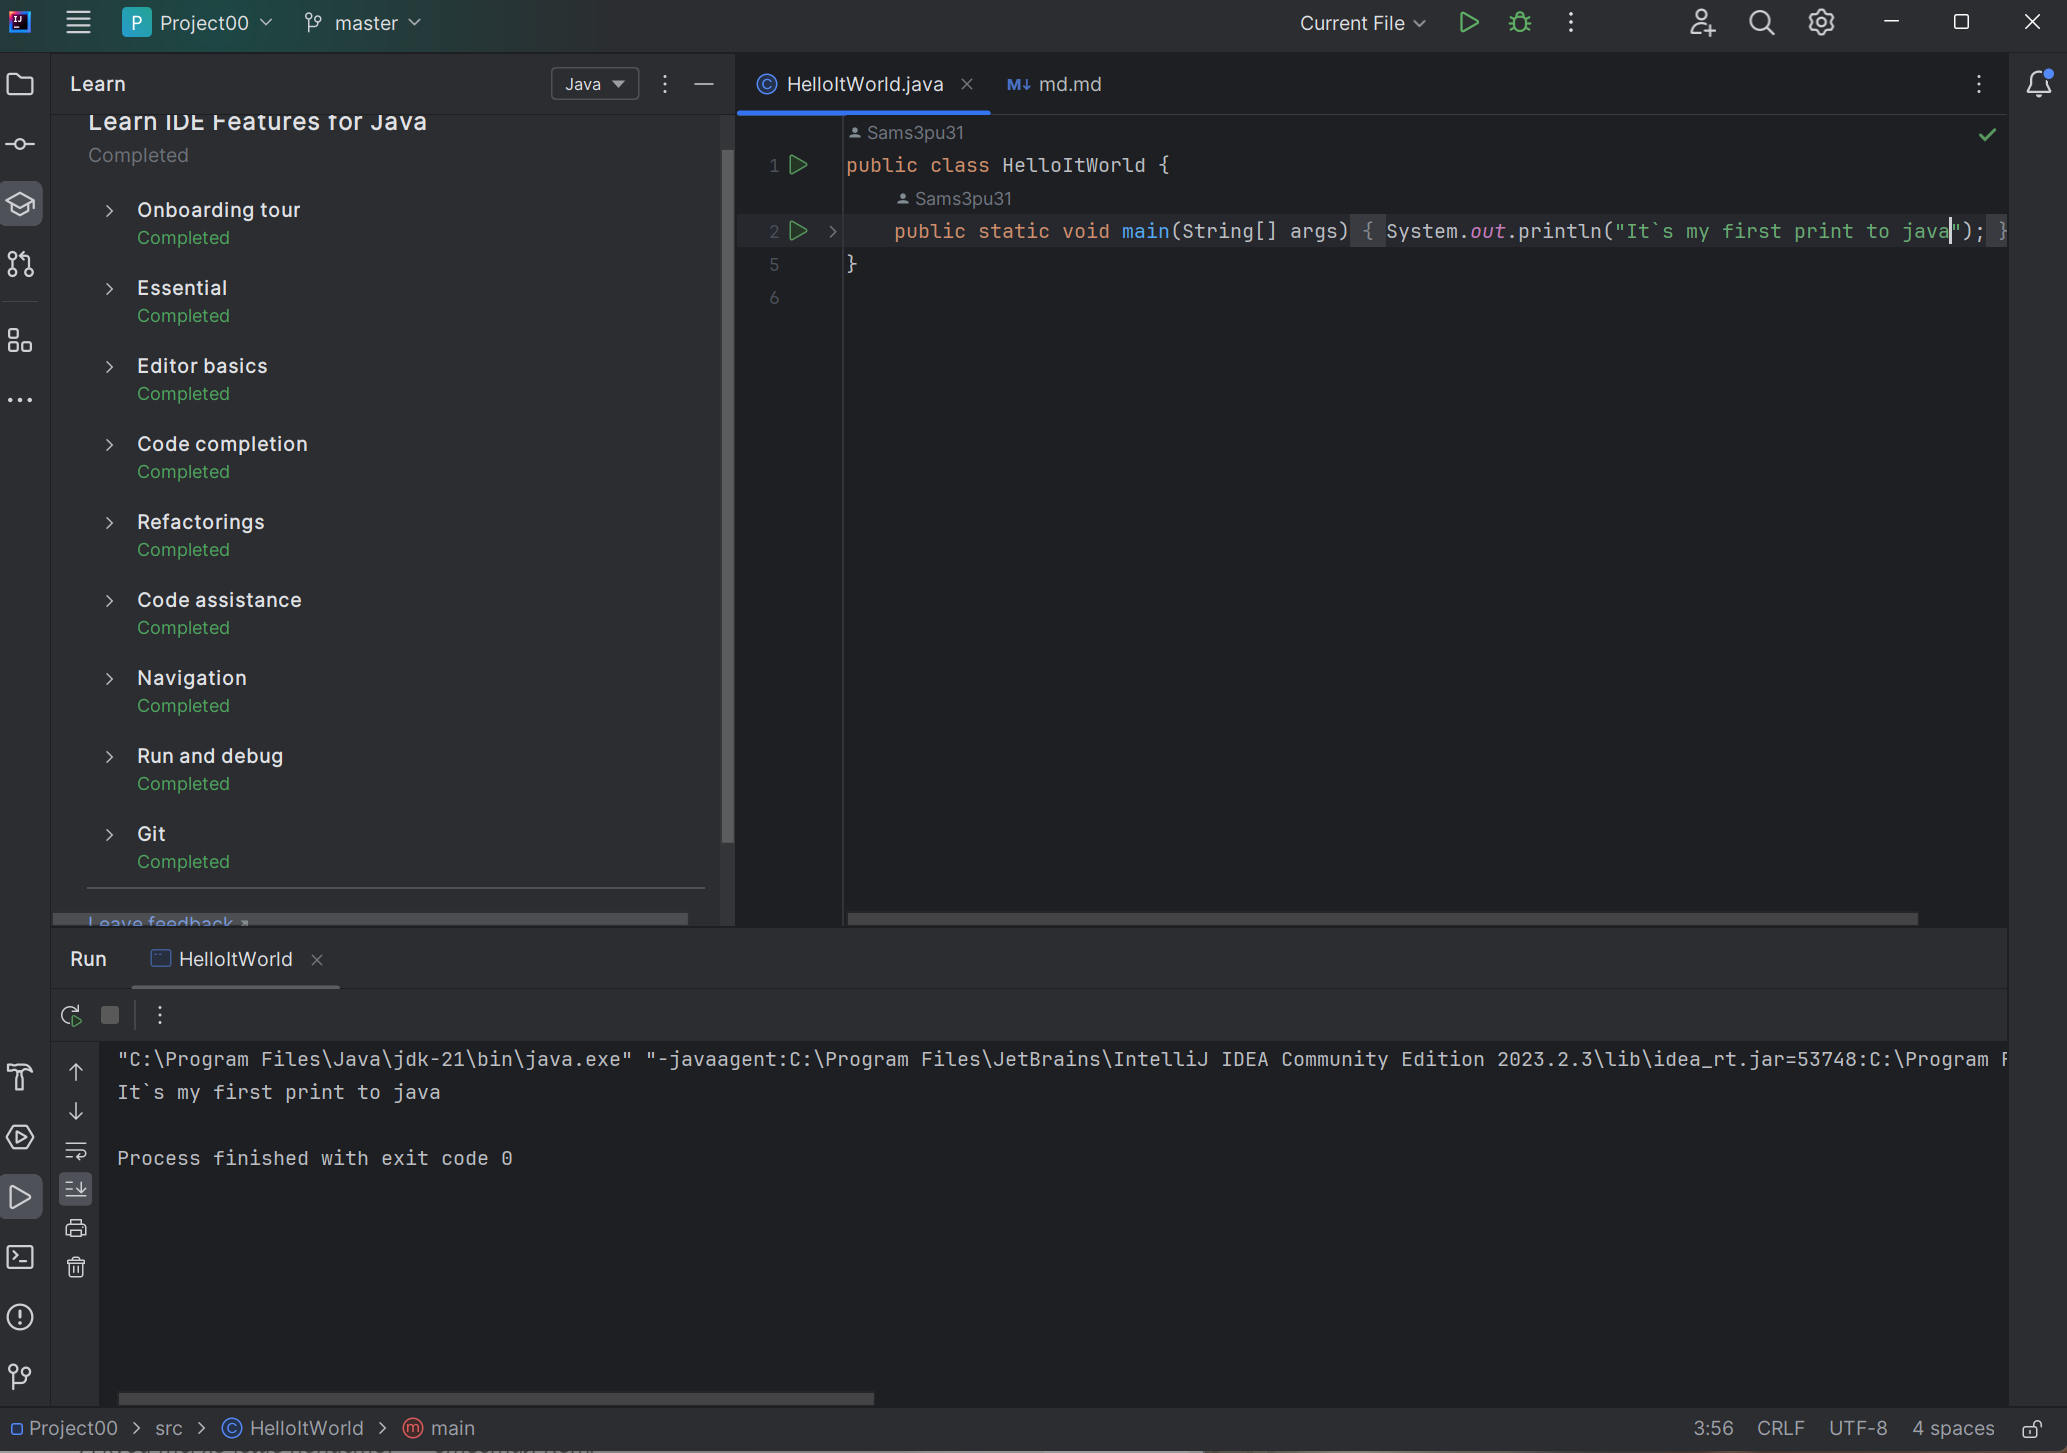 Project00 master Current File
Learn Java
HelloItWorld.java md.md
Learn IDE Features for Java
Completed
Onboarding tour
Completed
Essential
Completed
Editor basics
Completed
Code completion
Completed
Refactorings
Completed
Code assistance
Completed
Navigation
Completed
Run and debug
Completed
Git
Completed
Leave feedback
Sams3pu31
1 public class HelloItWorld {
Sams3pu31
2 public static void main(String[] args) { System.out.println("It`s my first print to java"); }
5 }
6
Run HelloItWorld
"C:\Program Files\Java\jdk-21\bin\java.exe" "-javaagent:C:\Program Files\JetBrains\IntelliJ IDEA Community Edition 2023.2.3\lib\idea_rt.jar=53748:C:\Program F
It`s my first print to java
Process finished with exit code 0
Project00 > src > HelloItWorld > main 3:56 CRLF UTF-8 4 spaces